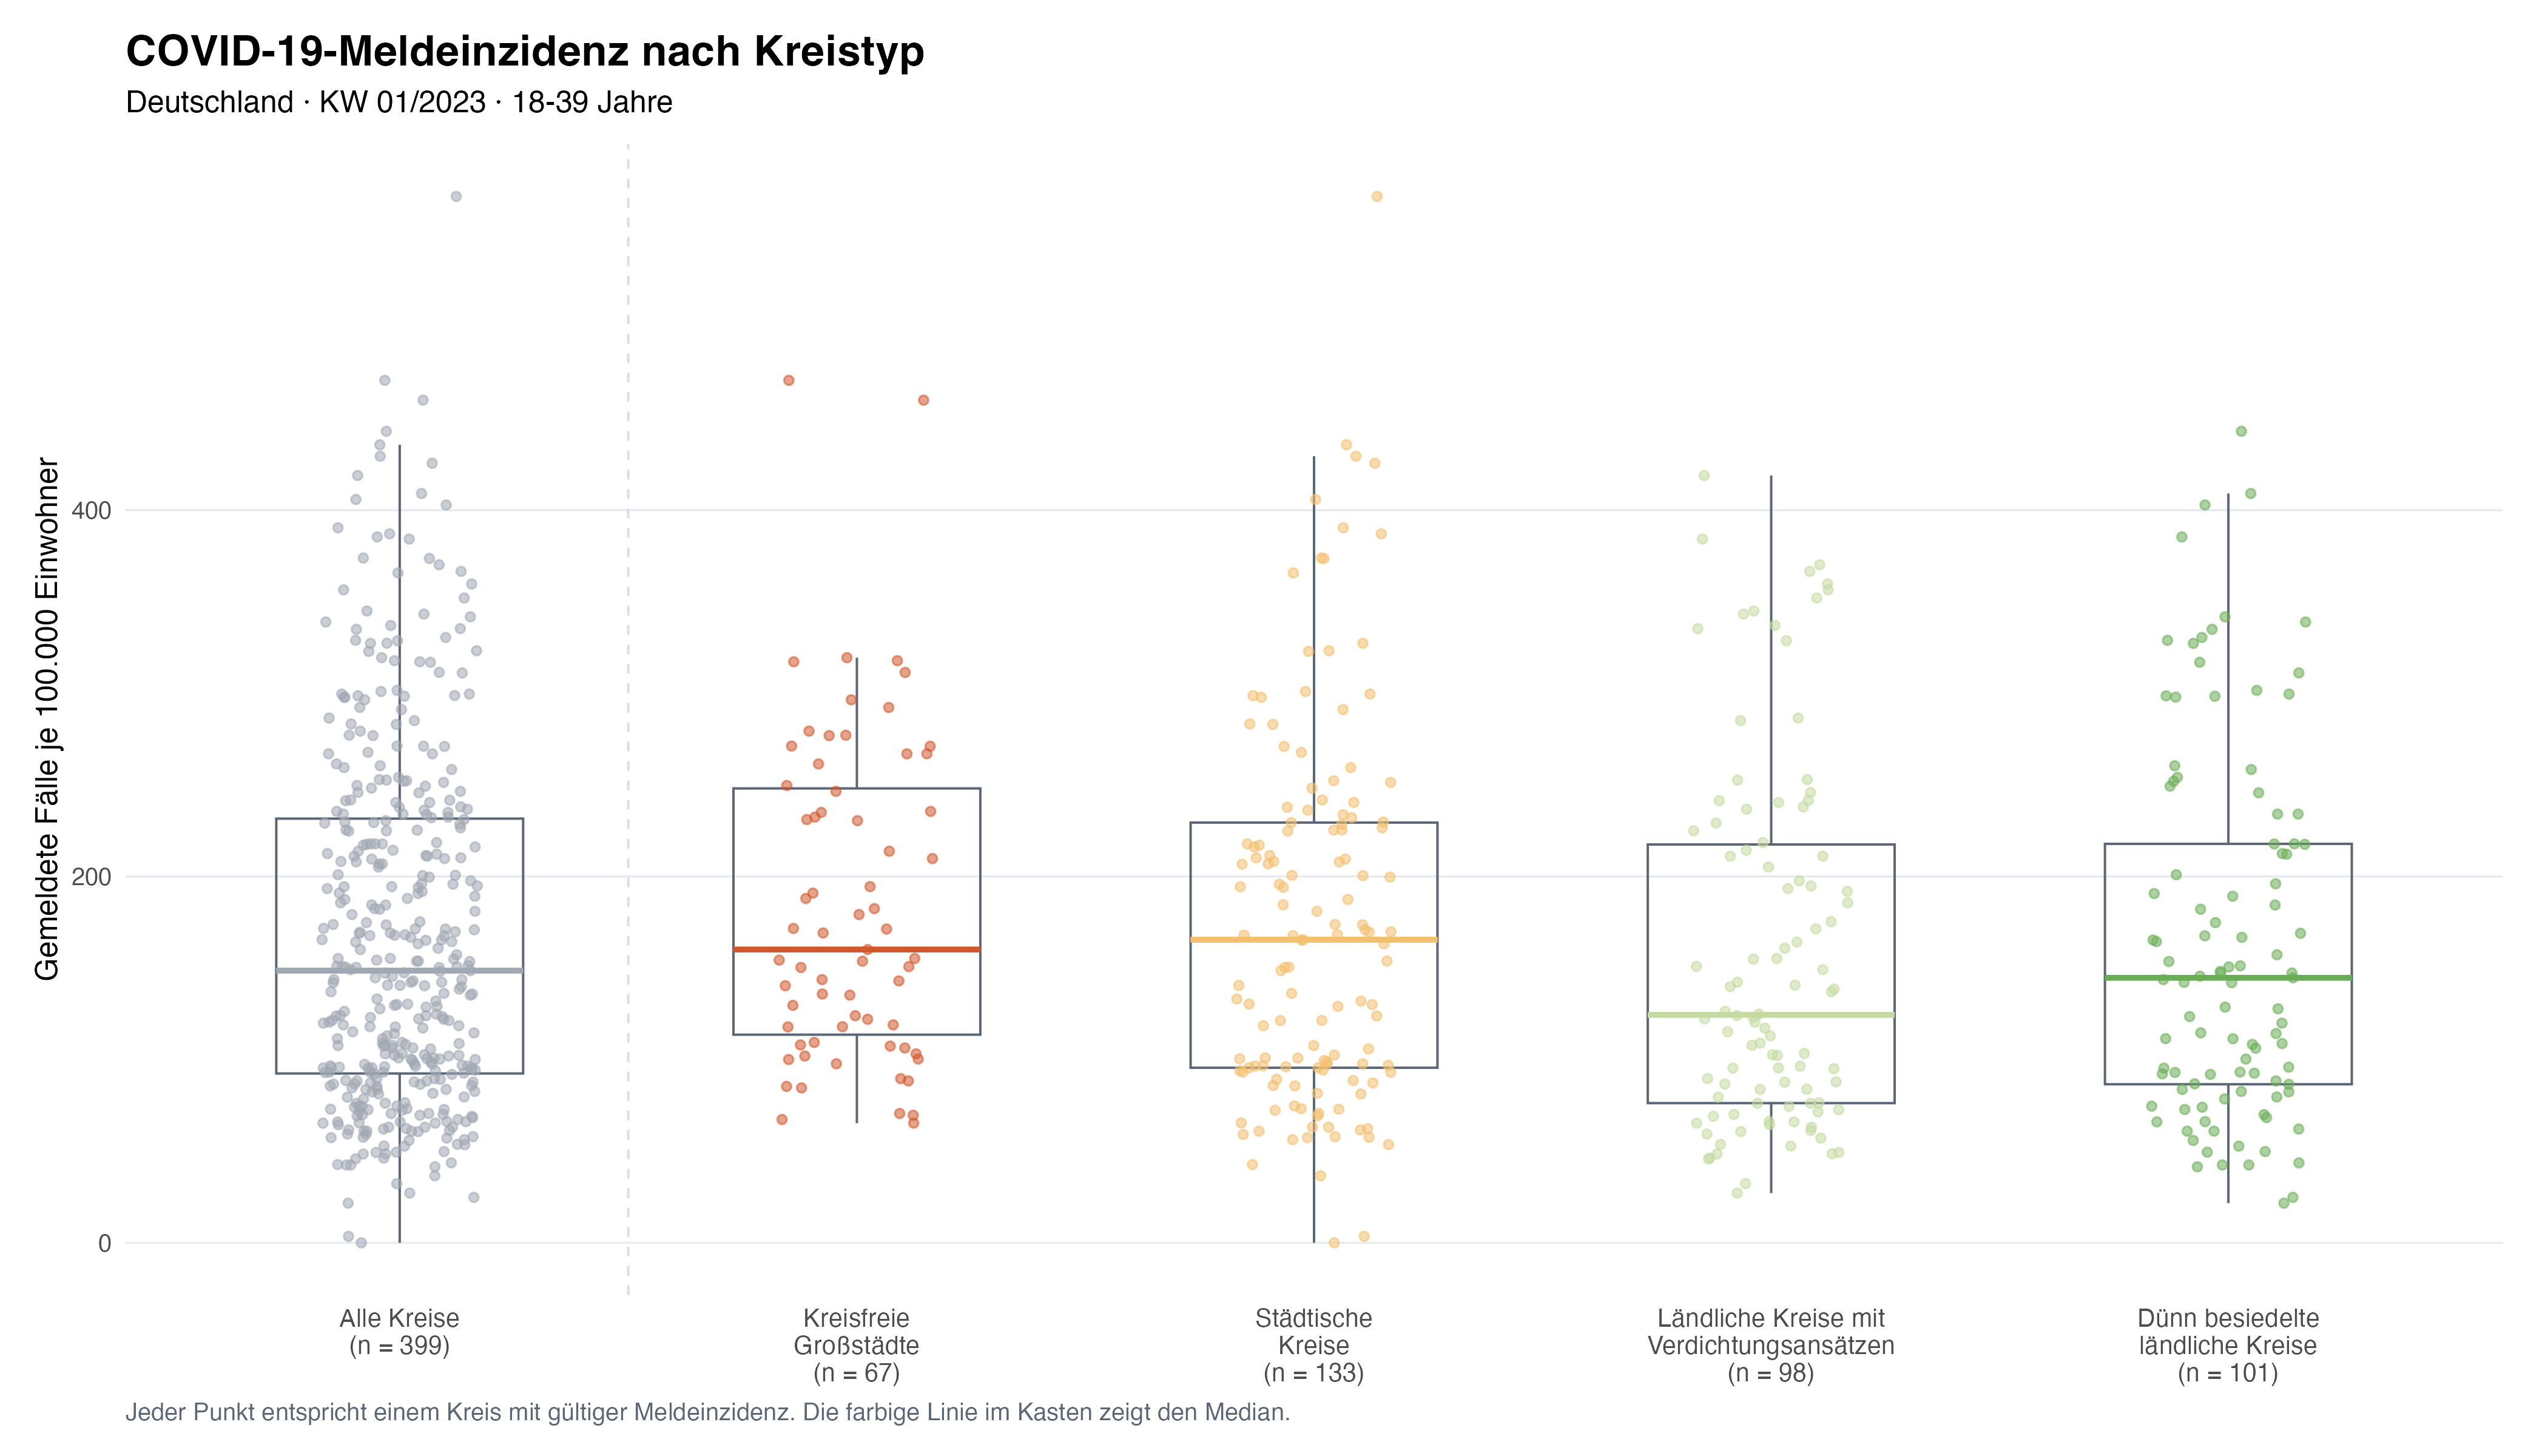 COVID-19-Meldeinzidenz nach Kreistyp
Deutschland · KW 01/2023 · 18-39 Jahre
Gemeldete Fälle je 100.000 Einwohner
400
200
0
Alle Kreise
(n = 399)
Kreisfreie
Großstädte
(n = 67)
Städtische
Kreise
(n = 133)
Ländliche Kreise mit
Verdichtungsansätzen
(n = 98)
Dünn besiedelte
ländliche Kreise
(n = 101)
Jeder Punkt entspricht einem Kreis mit gültiger Meldeinzidenz. Die farbige Linie im Kasten zeigt den Median.